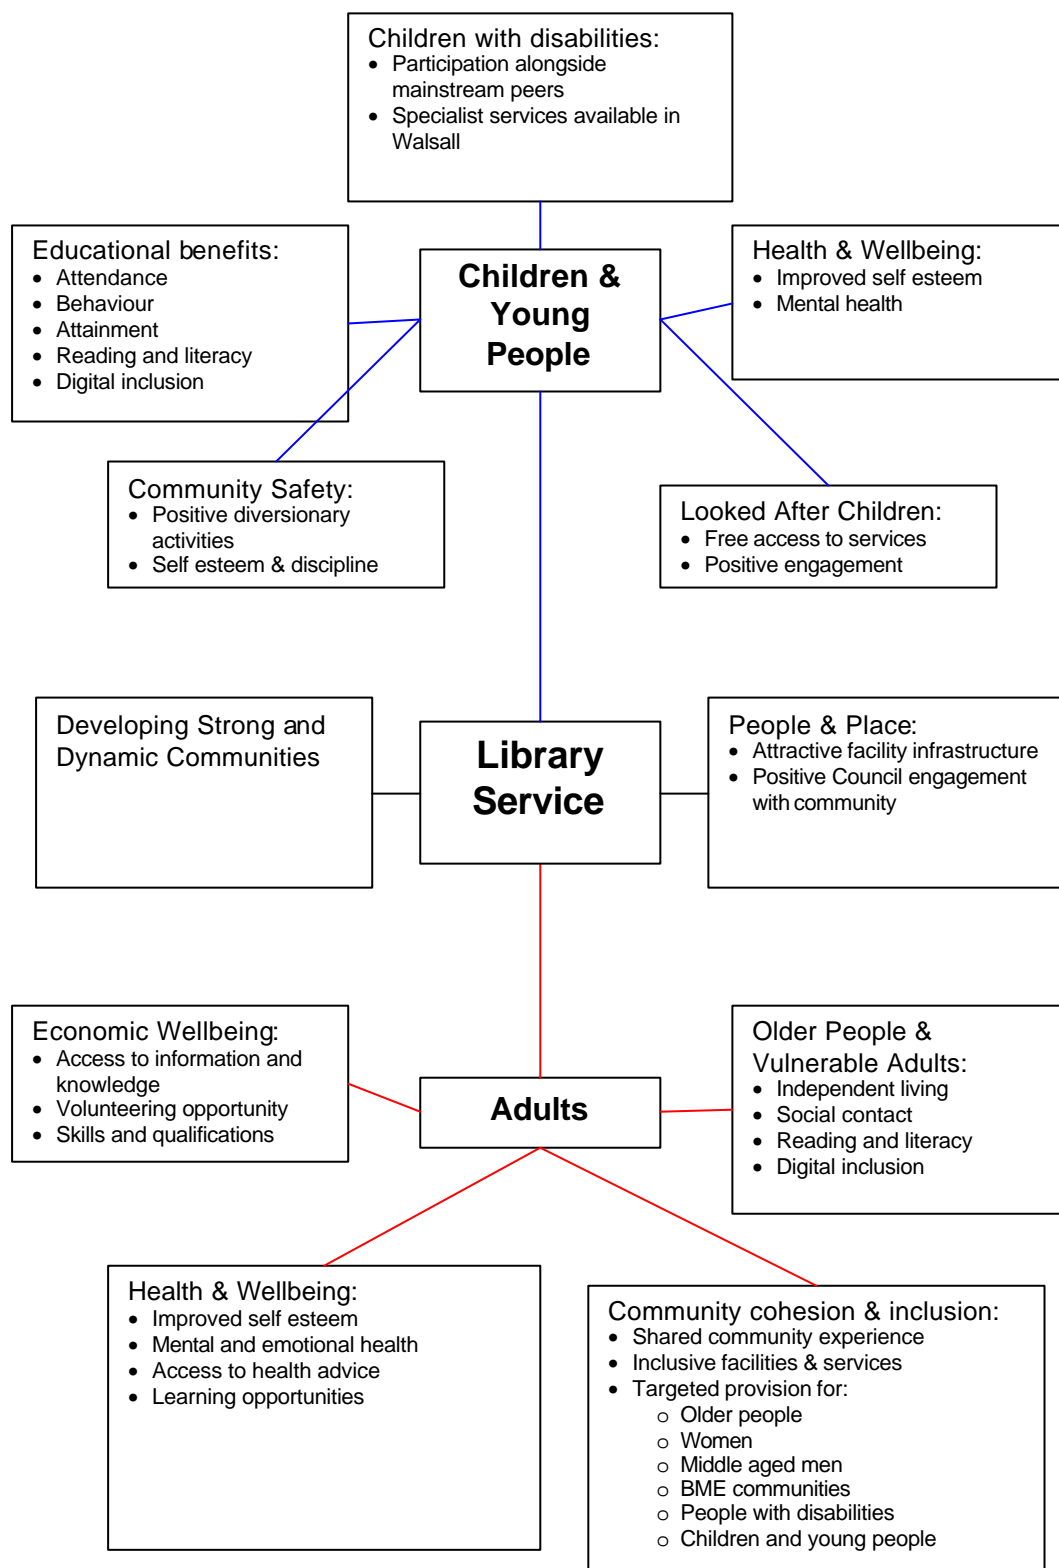 Children with disabilities:
• Participation alongside
mainstream peers
• Specialist services available in
Walsall
Educational benefits:
• Attendance
• Behaviour
• Attainment
• Reading and literacy
• Digital inclusion
Children &
Young
People
Health & Wellbeing:
• Improved self esteem
• Mental health
Community Safety:
• Positive diversionary
activities
• Self esteem & discipline
Looked After Children:
• Free access to services
• Positive engagement
Developing Strong and
Dynamic Communities
Library
Service
People & Place:
• Attractive facility infrastructure
• Positive Council engagement
with community
Economic Wellbeing:
• Access to information and
knowledge
• Volunteering opportunity
• Skills and qualifications
Adults
Older People &
Vulnerable Adults:
• Independent living
• Social contact
• Reading and literacy
• Digital inclusion
Health & Wellbeing:
• Improved self esteem
• Mental and emotional health
• Access to health advice
• Learning opportunities
Community cohesion & inclusion:
• Shared community experience
• Inclusive facilities & services
• Targeted provision for:
o Older people
o Women
o Middle aged men
o BME communities
o People with disabilities
o Children and young people